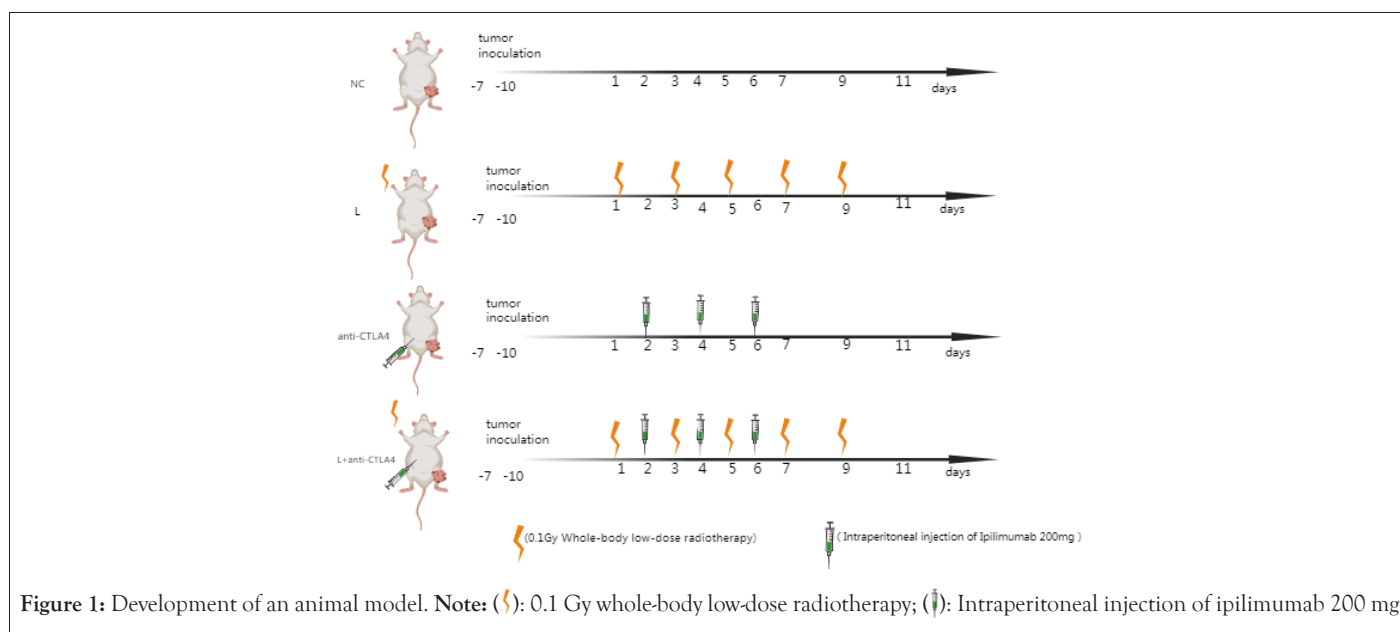 tumor
inoculation
NC
-7 -10 1 2 3 4 5 6 7 9 11 days
tumor
inoculation
L
-7 -10 1 2 3 4 5 6 7 9 11 days
tumor
inoculation
anti-CTLA4
-7 -10 1 2 3 4 5 6 7 9 11 days
tumor
inoculation
L+anti-CTLA4
-7 -10 1 2 3 4 5 6 7 9 11 days
(0.1Gy Whole-body low-dose radiotherapy) ( Intraperitoneal injection of Ipilimumab 200mg )
Figure 1: Development of an animal model. Note: ( ): 0.1 Gy whole-body low-dose radiotherapy; ( ): Intraperitoneal injection of ipilimumab 200 mg